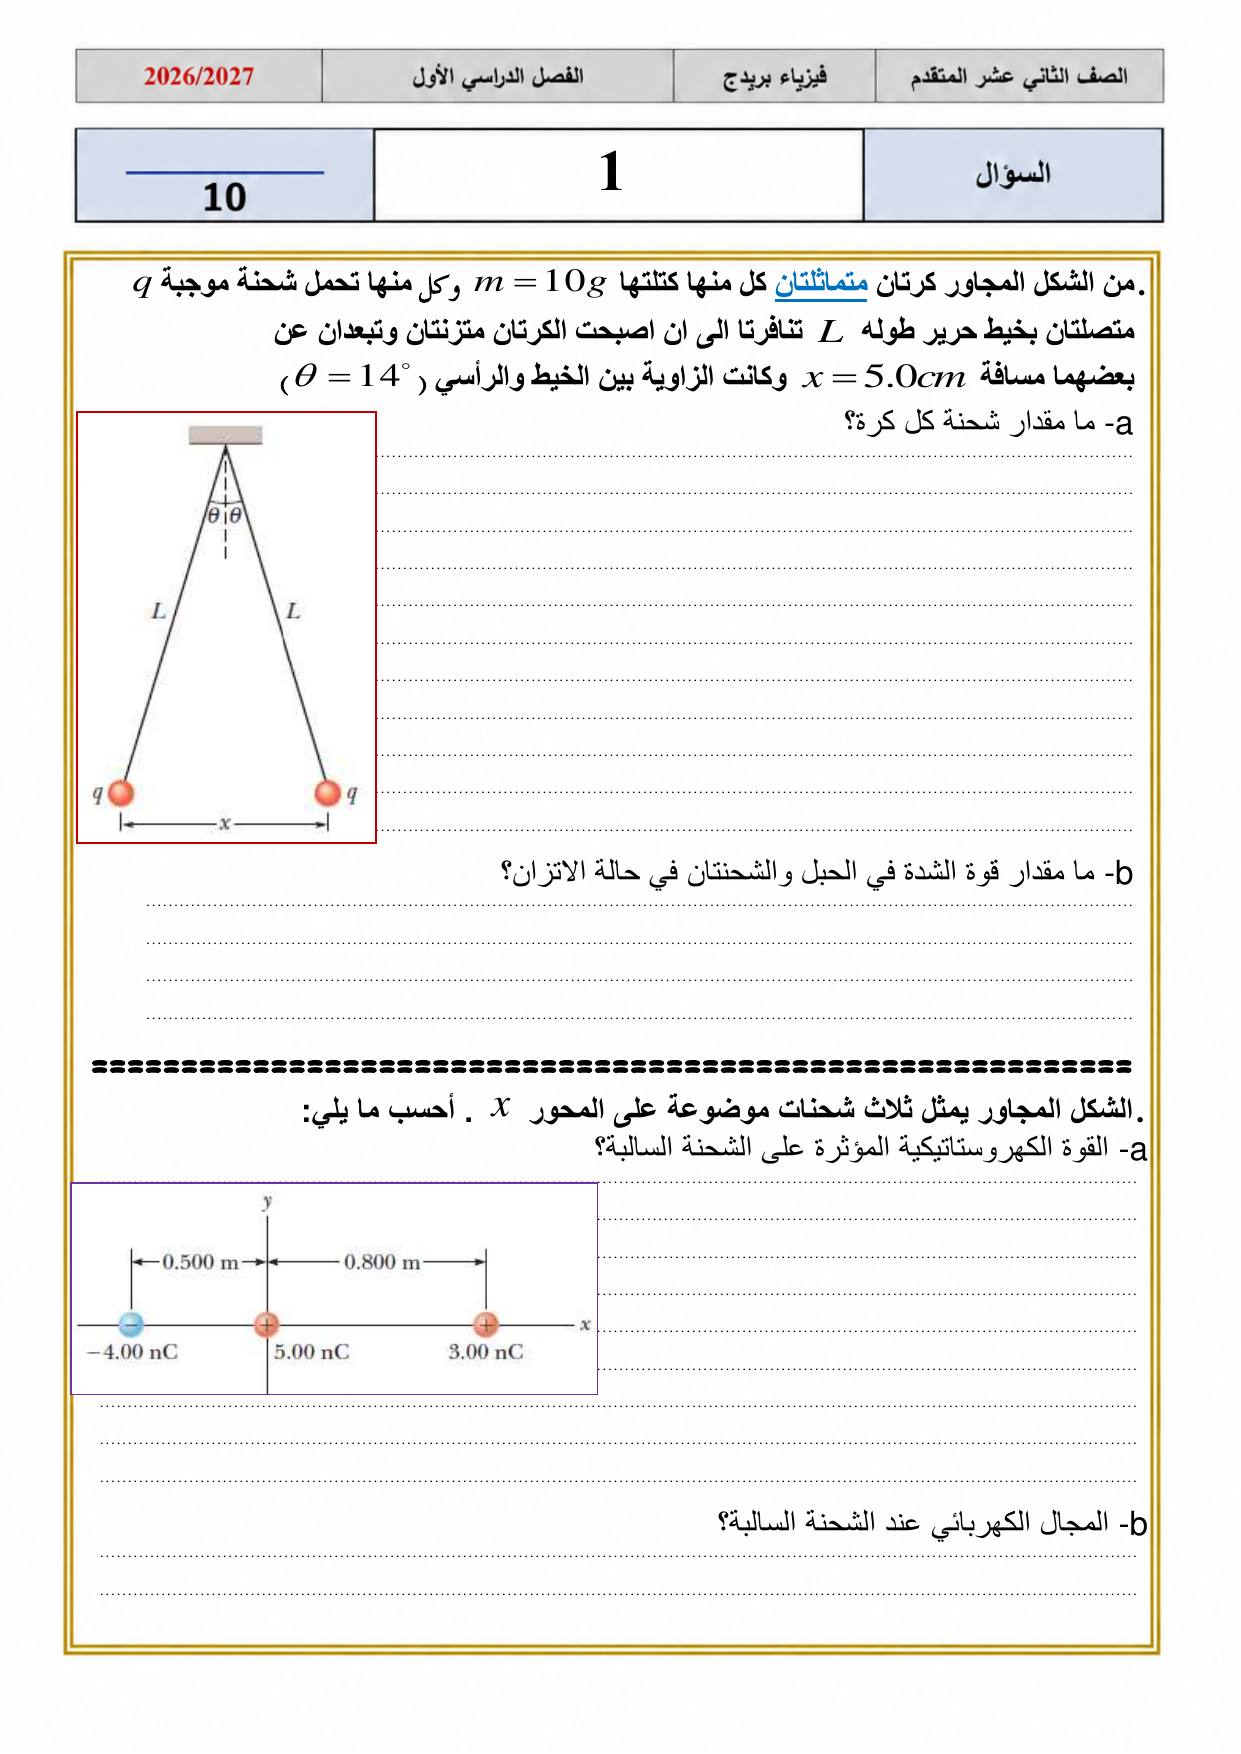 الصف الثاني عشر المتقدم فيزياء بريدج الفصل الدراسي الأول 2026/2027
السؤال 1 10
.من الشكل المجاور كرتان متماثلتان كل منها كتلتها m = 10g وكل منها تحمل شحنة موجبة q
متصلتان بخيط حرير طوله L تنافرتا الى ان اصبحت الكرتان متزنتان وتبعدان عن
بعضهما مسافة x = 5.0cm وكانت الزاوية بين الخيط والرأسي (θ = 14°)
a- ما مقدار شحنة كل كرة؟
θ θ
L L
q q
x
b- ما مقدار قوة الشدة في الحبل والشحنتان في حالة الاتزان؟
==========================================================
.الشكل المجاور يمثل ثلاث شحنات موضوعة على المحور x . أحسب ما يلي:
a- القوة الكهروستاتيكية المؤثرة على الشحنة السالبة؟
y
0.500 m 0.800 m
− + + x
−4.00 nC 5.00 nC 3.00 nC
b- المجال الكهربائي عند الشحنة السالبة؟